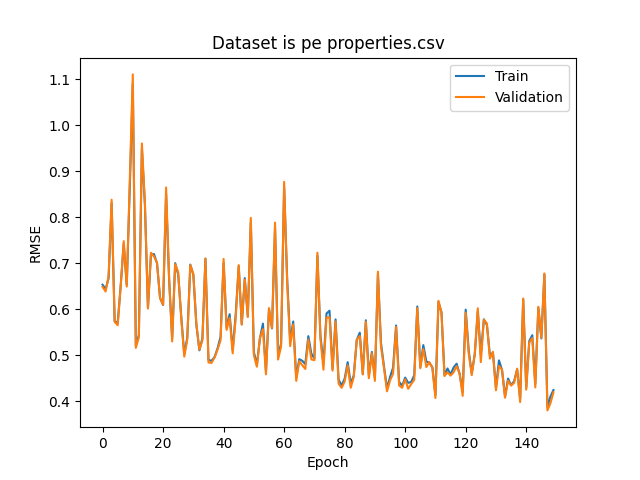 Dataset is pe properties.csv
Train
Validation
RMSE
1.1
1.0
0.9
0.8
0.7
0.6
0.5
0.4
0 20 40 60 80 100 120 140
Epoch